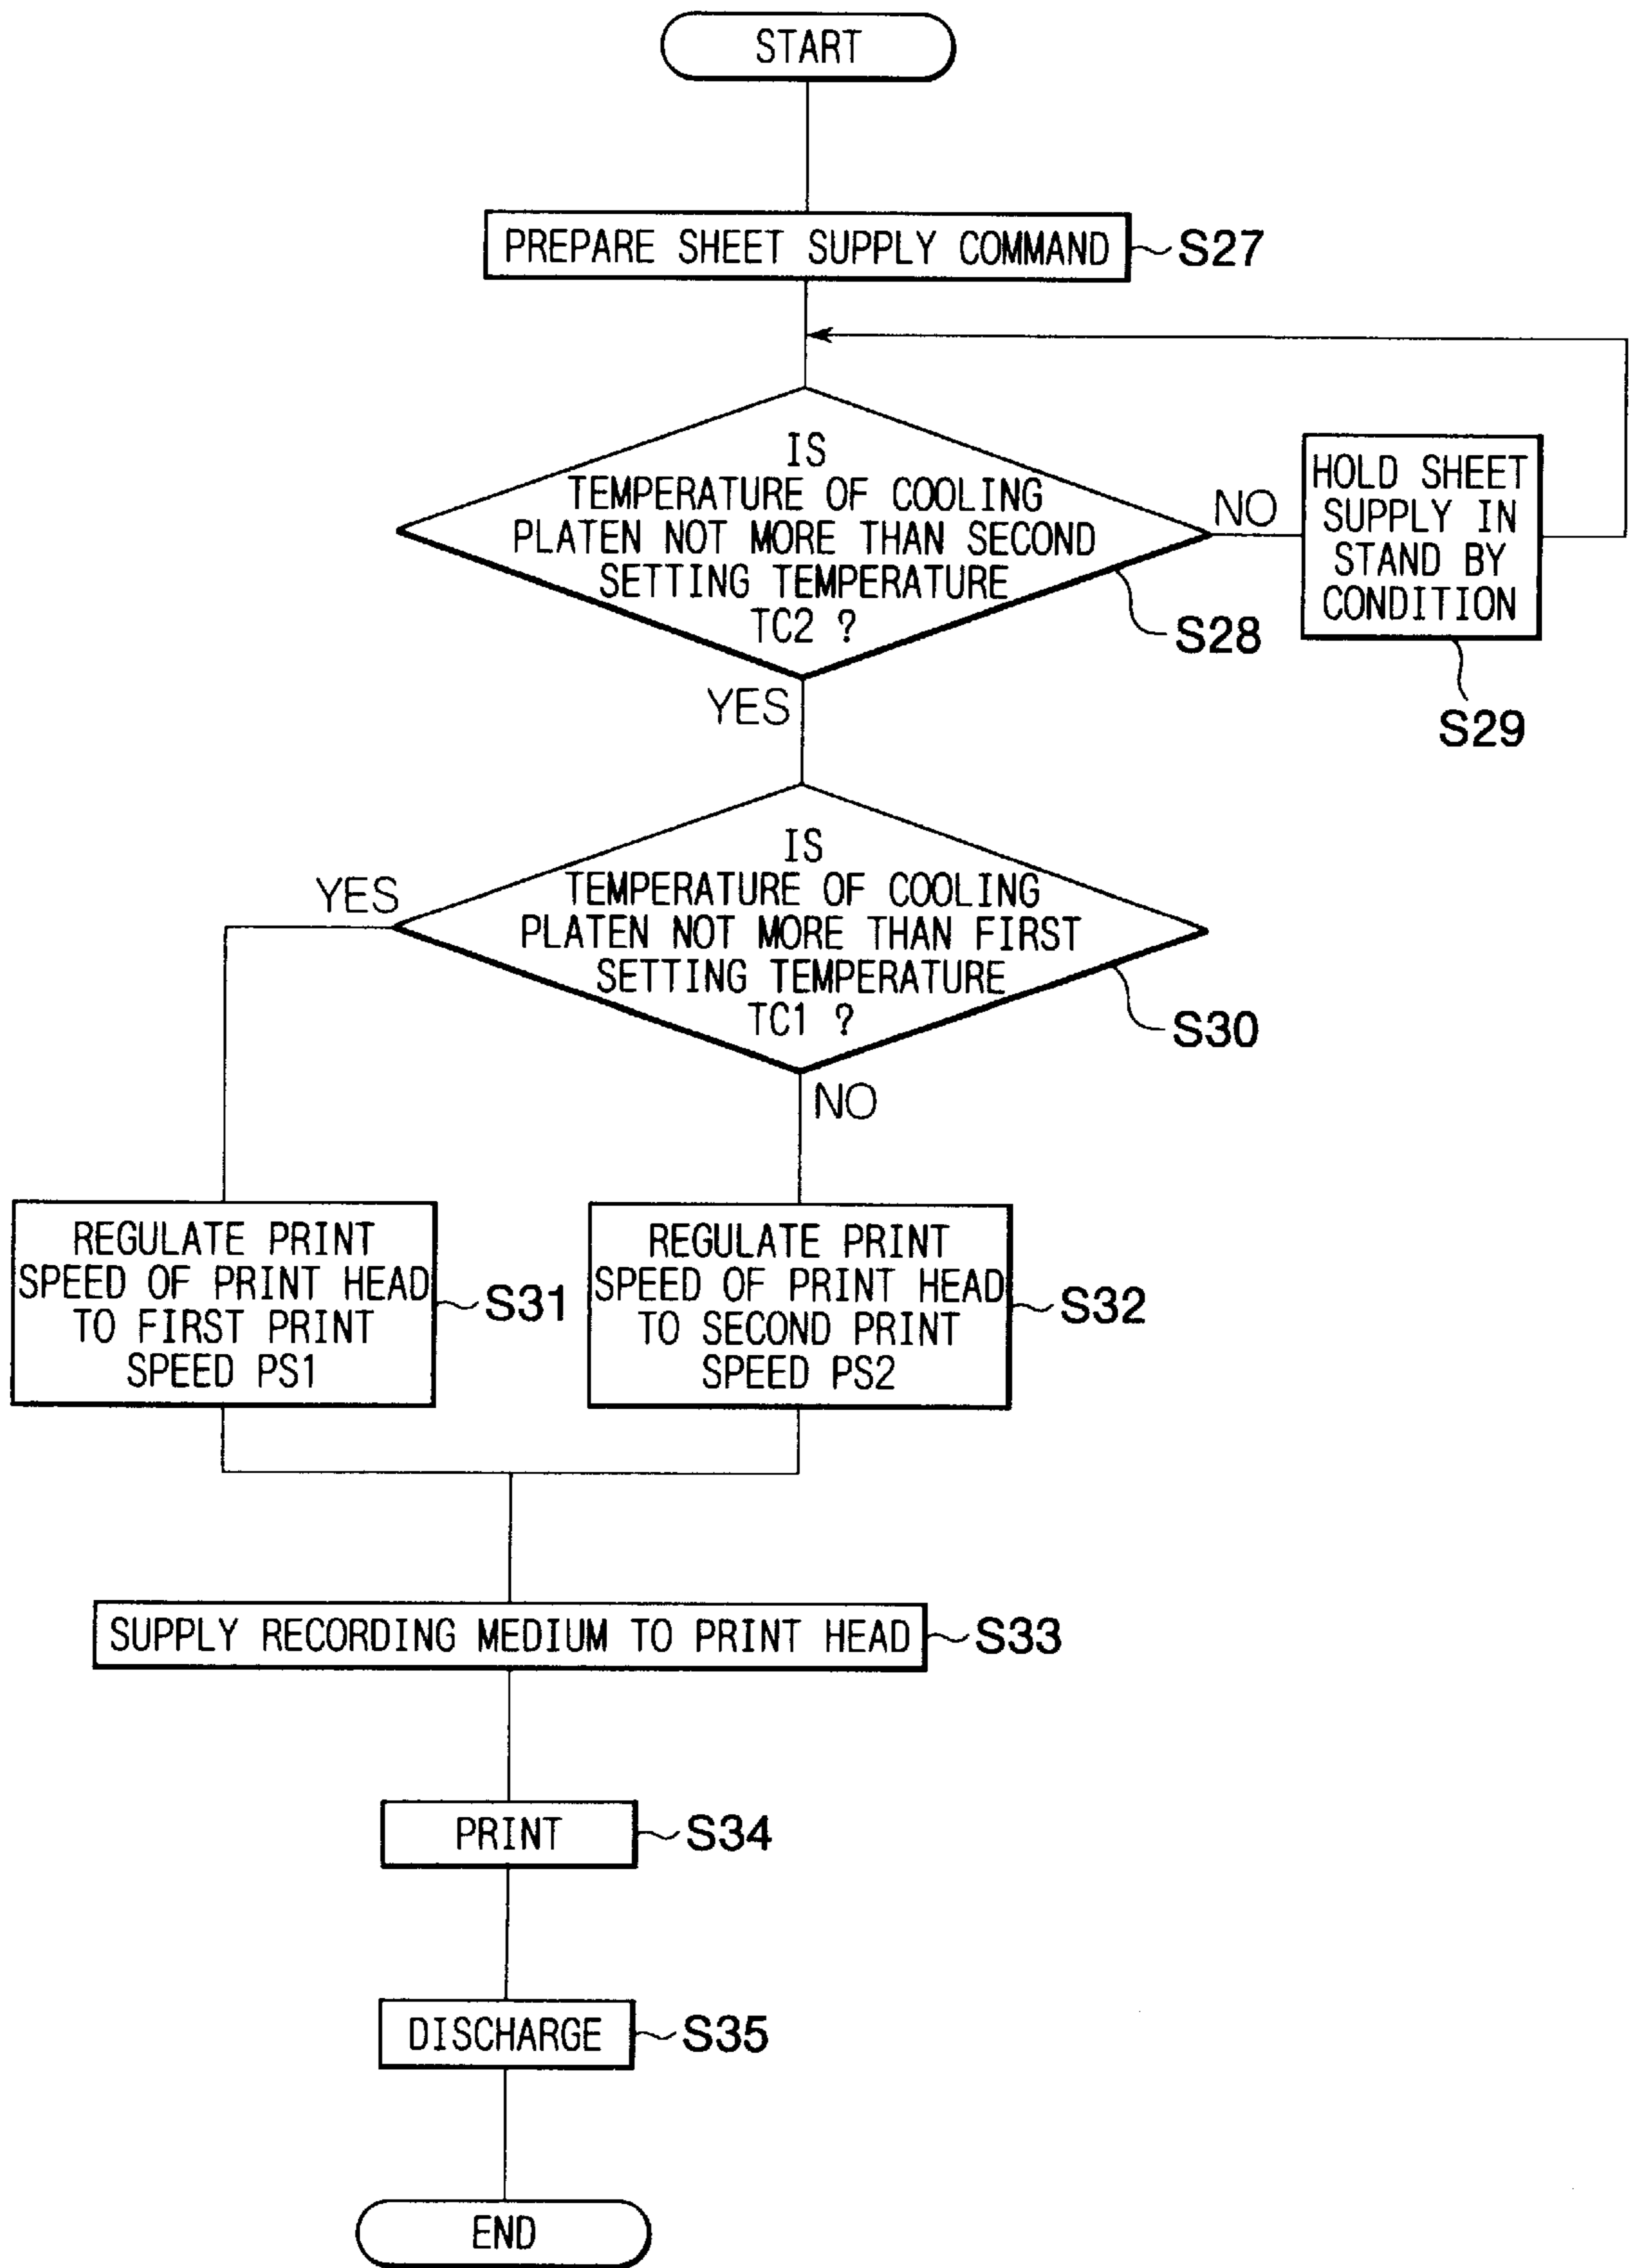 START
PREPARE SHEET SUPPLY COMMAND
S27
IS
TEMPERATURE OF COOLING
PLATEN NOT MORE THAN SECOND
SETTING TEMPERATURE
TC2 ?
S28
NO
HOLD SHEET
SUPPLY IN
STAND BY
CONDITION
S29
YES
IS
TEMPERATURE OF COOLING
PLATEN NOT MORE THAN FIRST
SETTING TEMPERATURE
TC1 ?
S30
YES
NO
REGULATE PRINT
SPEED OF PRINT HEAD
TO FIRST PRINT
SPEED PS1
S31
REGULATE PRINT
SPEED OF PRINT HEAD
TO SECOND PRINT
SPEED PS2
S32
SUPPLY RECORDING MEDIUM TO PRINT HEAD
S33
PRINT
S34
DISCHARGE
S35
END